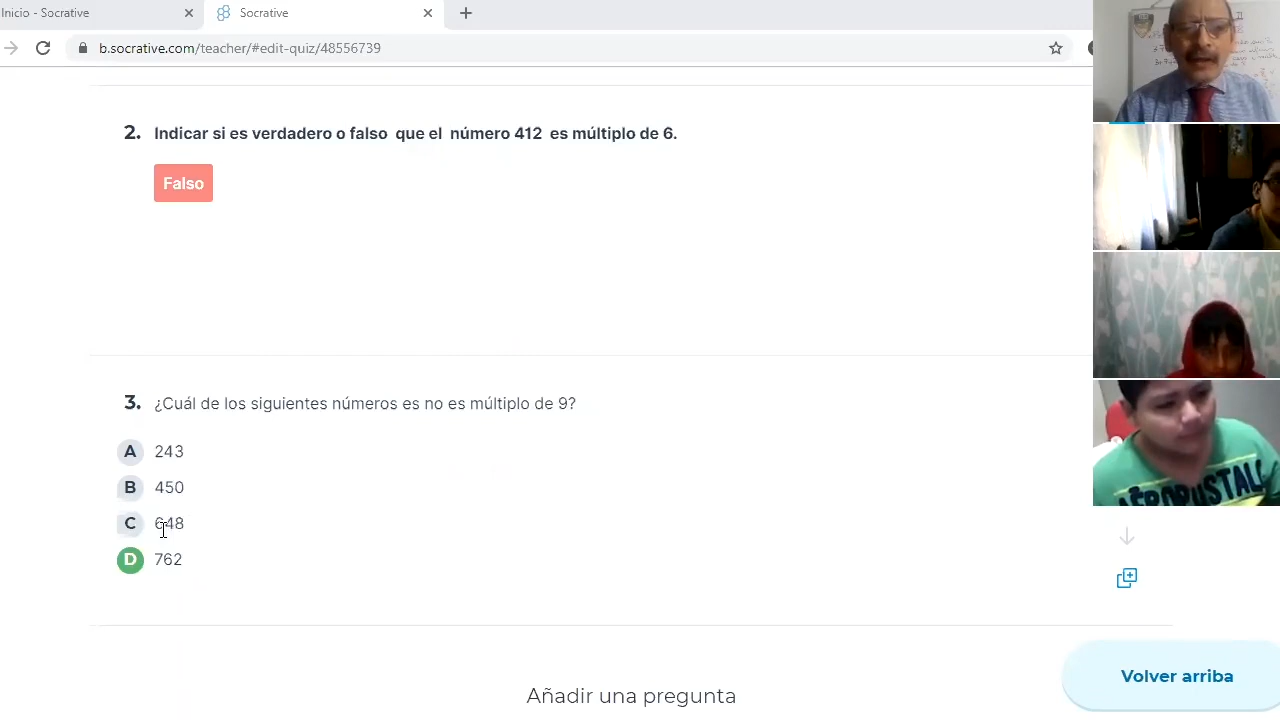 Inicio - Socrative
Socrative
b.socrative.com/teacher/#edit-quiz/48556739
2. Indicar si es verdadero o falso que el número 412 es múltiplo de 6.
Falso
3. ¿Cuál de los siguientes números es no es múltiplo de 9?
A 243
B 450
C 648
D 762
Añadir una pregunta
Volver arriba
AÉROPOSTALE